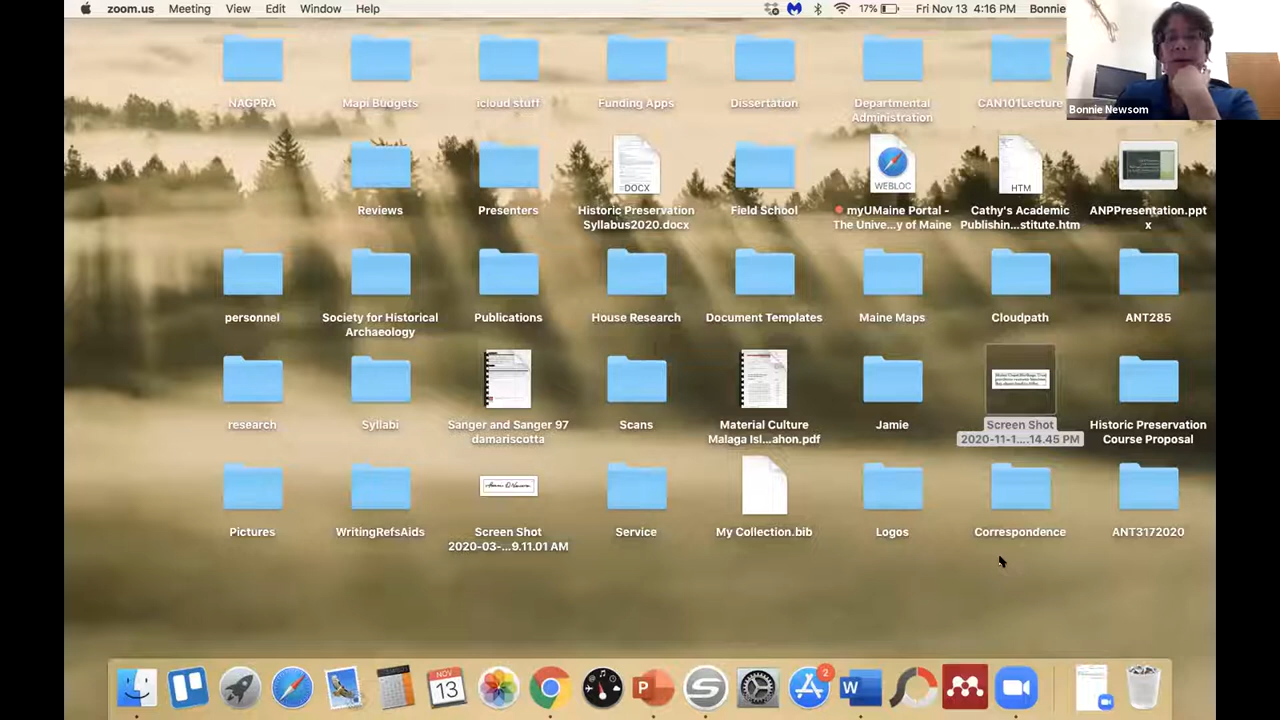 zoom.us Meeting View Edit Window Help 17% Fri Nov 13 4:16 PM Bonnie
Bonnie Newsom
NAGPRA
Mapi Budgets
icloud stuff
Funding Apps
Dissertation
Departmental
Administration
CAN101Lecture
Reviews
Presenters
DOCX
Historic Preservation
Syllabus2020.docx
Field School
WEBLOC
myUMaine Portal -
The Unive...y of Maine
HTM
Cathy's Academic
Publishin...stitute.htm
ANPPresentation.ppt
x
personnel
Society for Historical
Archaeology
Publications
House Research
Document Templates
Maine Maps
Cloudpath
ANT285
research
Syllabi
Sanger and Sanger 97
damariscotta
Scans
Material Culture
Malaga Isl...ahon.pdf
Jamie
Screen Shot
2020-11-1....14.45 PM
Historic Preservation
Course Proposal
Pictures
WritingRefsAids
Screen Shot
2020-03-...9.11.01 AM
Service
My Collection.bib
Logos
Correspondence
ANT3172020
NOV
13
P
S
2
W